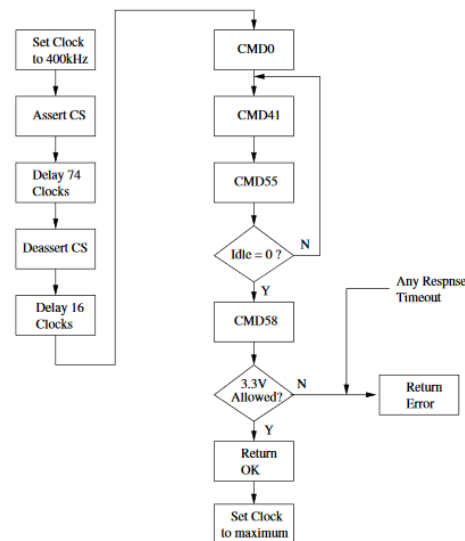 Set Clock
to 400kHz
Assert CS
Delay 74
Clocks
Deassert CS
Delay 16
Clocks
CMD0
CMD41
CMD55
Idle = 0 ?
N
Y
CMD58
3.3V
Allowed?
N
Y
Any Respnse
Timeout
Return
Error
Return
OK
Set Clock
to maximum